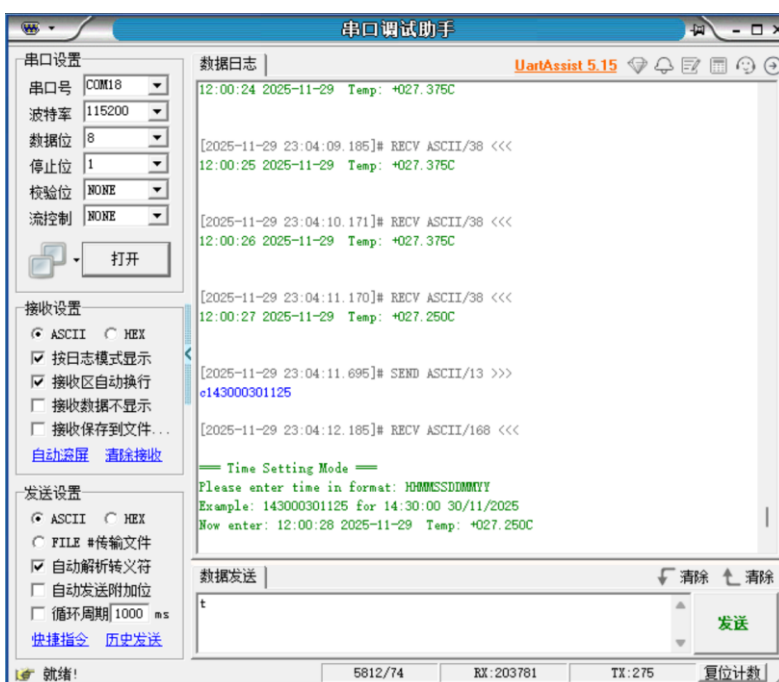 串口调试助手
串口设置
串口号 COM18
波特率 115200
数据位 8
停止位 1
校验位 NONE
流控制 NONE
打开
接收设置
ASCII HEX
按日志模式显示
接收区自动换行
接收数据不显示
接收保存到文件...
自动滚屏 清除接收
发送设置
ASCII HEX
FILE #传输文件
自动解析转义符
自动发送附加位
循环周期 1000 ms
快捷指令 历史发送
数据日志 UartAssist 5.15
12:00:24 2025-11-29 Temp: +027.375C
[2025-11-29 23:04:09.185]# RECV ASCII/38 <<<
12:00:25 2025-11-29 Temp: +027.375C
[2025-11-29 23:04:10.171]# RECV ASCII/38 <<<
12:00:26 2025-11-29 Temp: +027.375C
[2025-11-29 23:04:11.170]# RECV ASCII/38 <<<
12:00:27 2025-11-29 Temp: +027.250C
[2025-11-29 23:04:11.695]# SEND ASCII/13 >>>
c143000301125
[2025-11-29 23:04:12.185]# RECV ASCII/168 <<<
=== Time Setting Mode ===
Please enter time in format: HHMMSSDDMMYY
Example: 143000301125 for 14:30:00 30/11/2025
Now enter: 12:00:28 2025-11-29 Temp: +027.250C
数据发送 清除 清除
t
发送
就绪! 5812/74 RX:203781 TX:275 复位计数